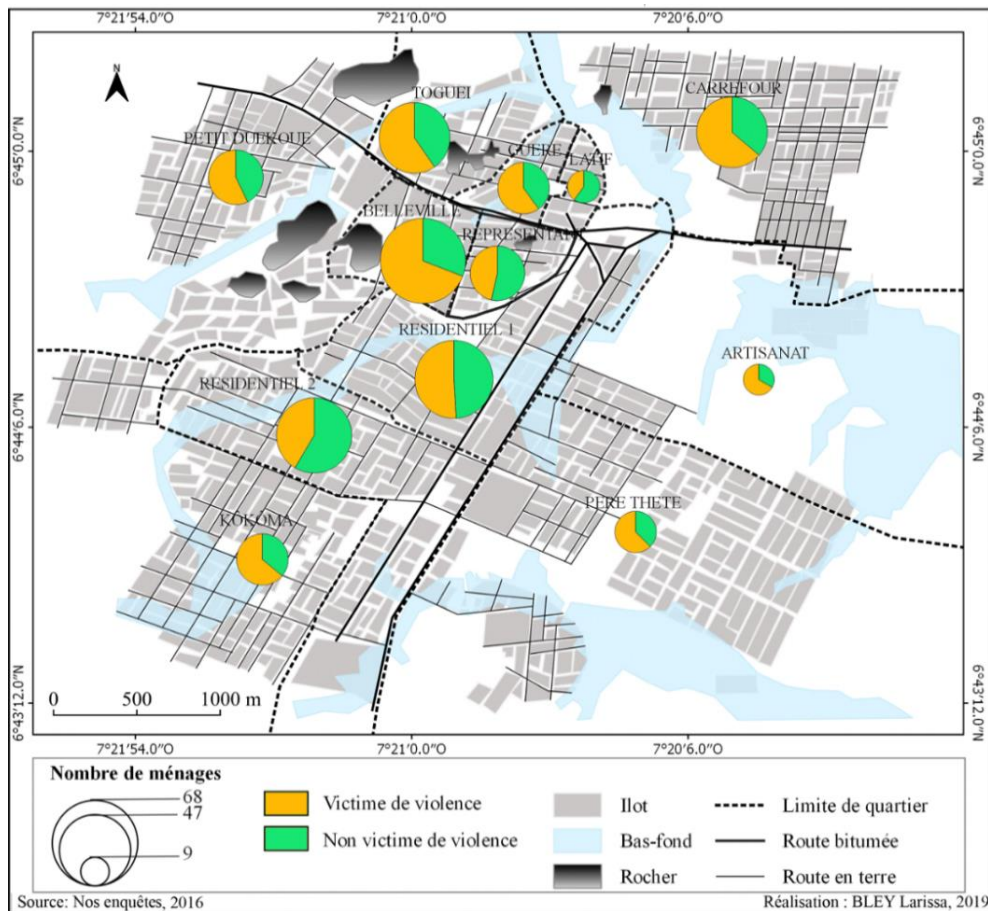 7°21'54.0"O 7°21'0.0"O 7°20'6.0"O
6°45'0.0"N 6°45'0.0"N
N
TOGUEI
CARREFOUR
PETIT DUEKOUE
GUERE
LATIF
BELLEVILLE
RESIDENTIEL 1
ARTISANAT
RESIDENTIEL 2
6°44'6.0"N 6°44'6.0"N
PERE THETE
KÔKÔMA
0 500 1000 m
6°43'12.0"N 6°43'12.0"N
7°21'54.0"O 7°21'0.0"O 7°20'6.0"O
Nombre de ménages
68
47
9
Victime de violence
Non victime de violence
Ilot
Bas-fond
Rocher
Limite de quartier
Route bitumée
Route en terre
Source: Nos enquêtes, 2016 Réalisation : BLEY Larissa, 2019